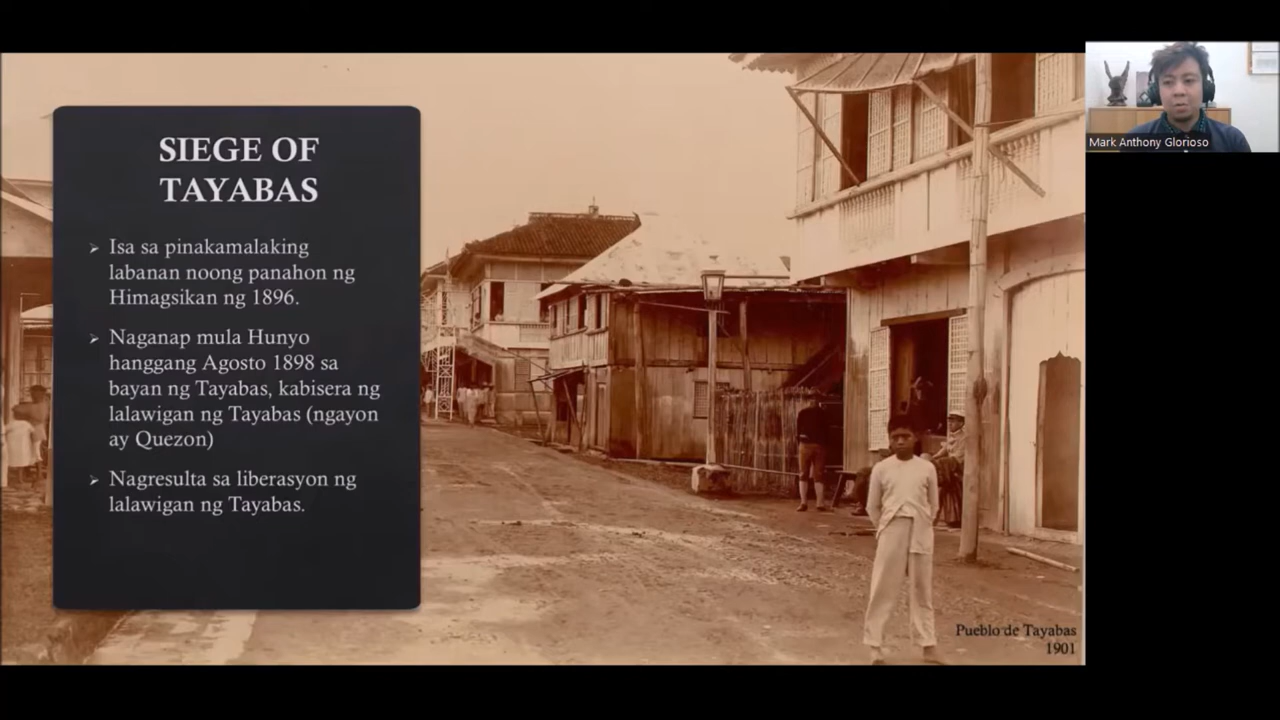 SIEGE OF
TAYABAS
Isa sa pinakamalaking
labanan noong panahon ng
Himagsikan ng 1896.
Naganap mula Hunyo
hanggang Agosto 1898 sa
bayan ng Tayabas, kabisera ng
lalawigan ng Tayabas (ngayon
ay Quezon)
Nagresulta sa liberasyon ng
lalawigan ng Tayabas.
Pueblo de Tayabas
1901
Mark Anthony Glorioso